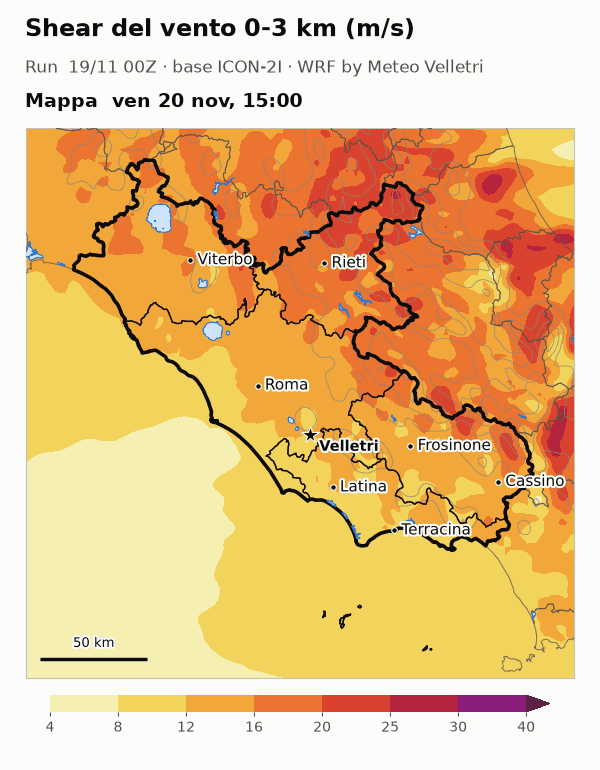 Shear del vento 0-3 km (m/s)
Run  19/11 00Z · base ICON-2I · WRF by Meteo Velletri
Mappa  ven 20 nov, 15:00
Viterbo
Rieti
Roma
Velletri
Frosinone
Latina
Cassino
Terracina
50 km
4 8 12 16 20 25 30 40